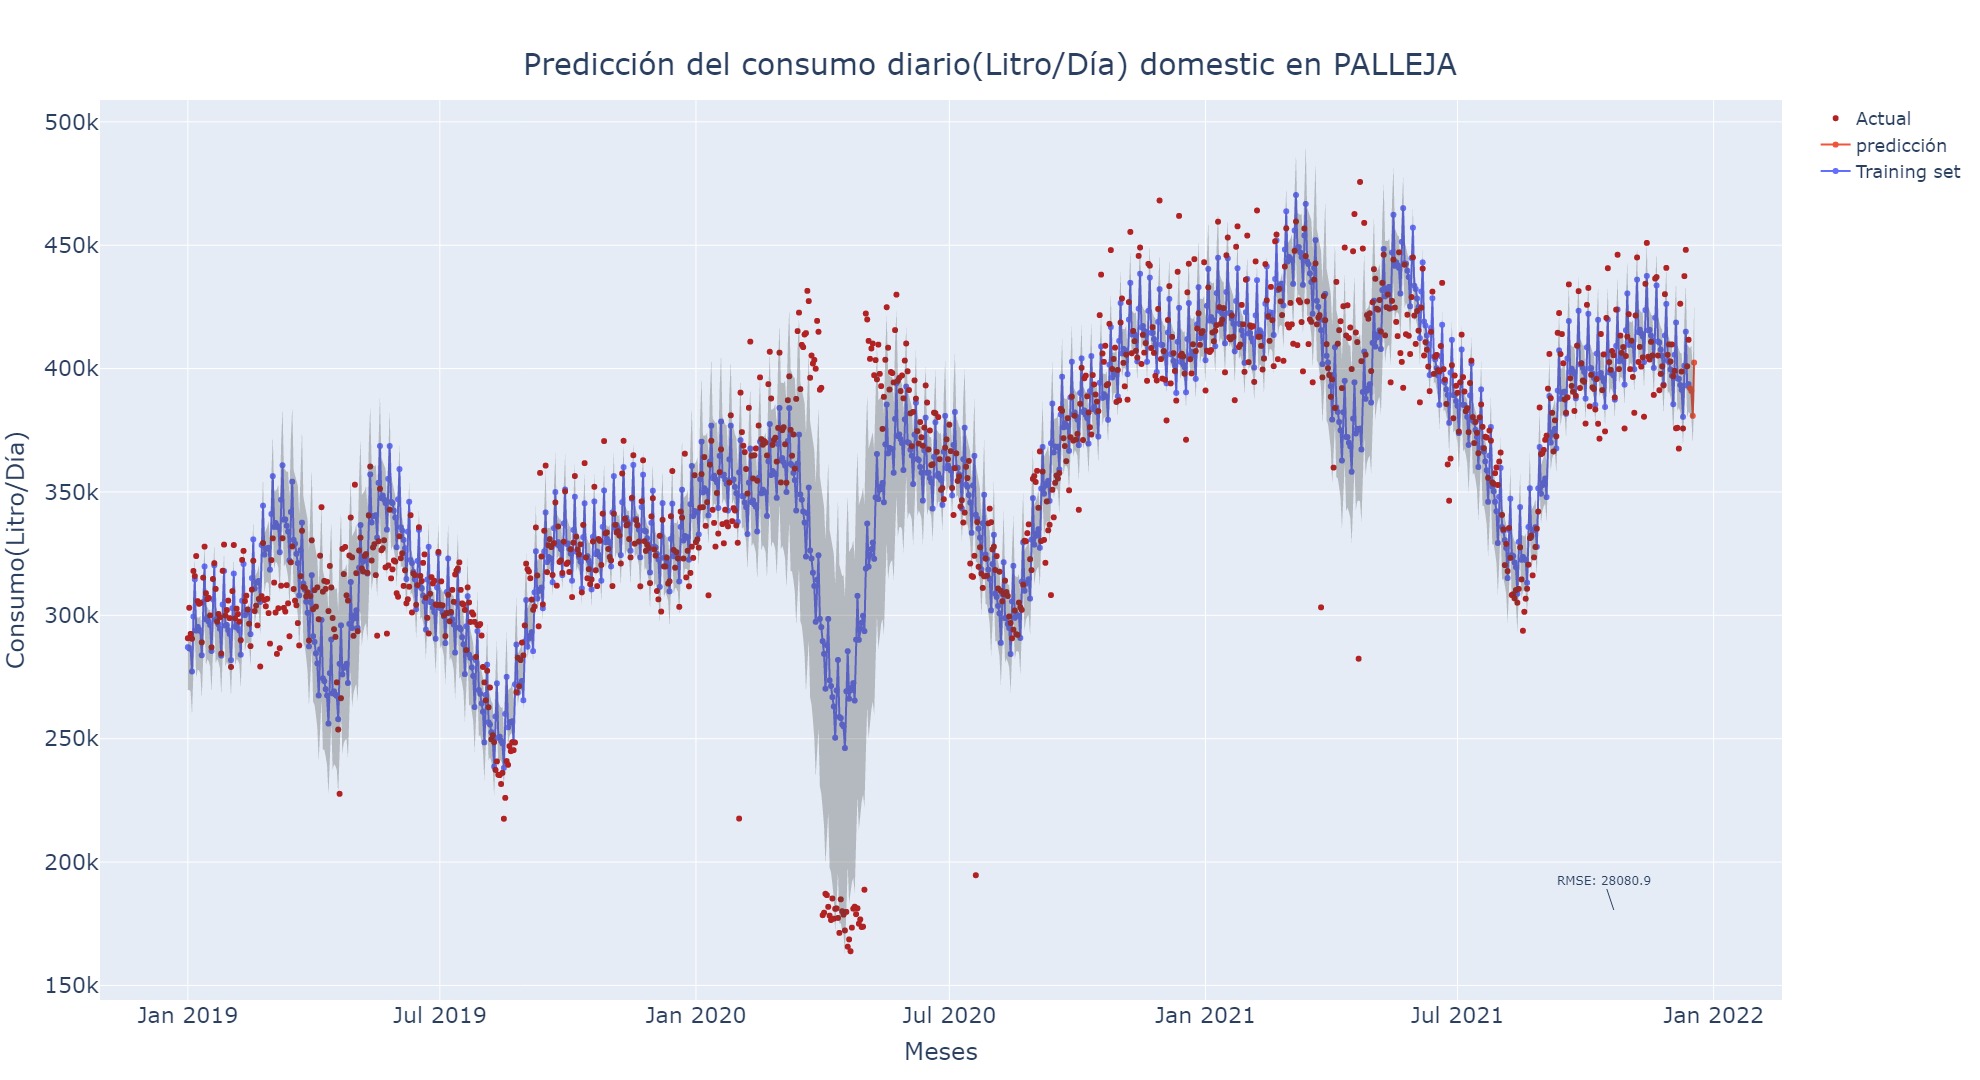 Predicción del consumo diario(Litro/Día) domestic en PALLEJA
Actual
predicción
Training set
500k
450k
400k
350k
300k
250k
200k
150k
Consumo(Litro/Día)
RMSE: 28080.9
Jan 2019
Jul 2019
Jan 2020
Jul 2020
Jan 2021
Jul 2021
Jan 2022
Meses